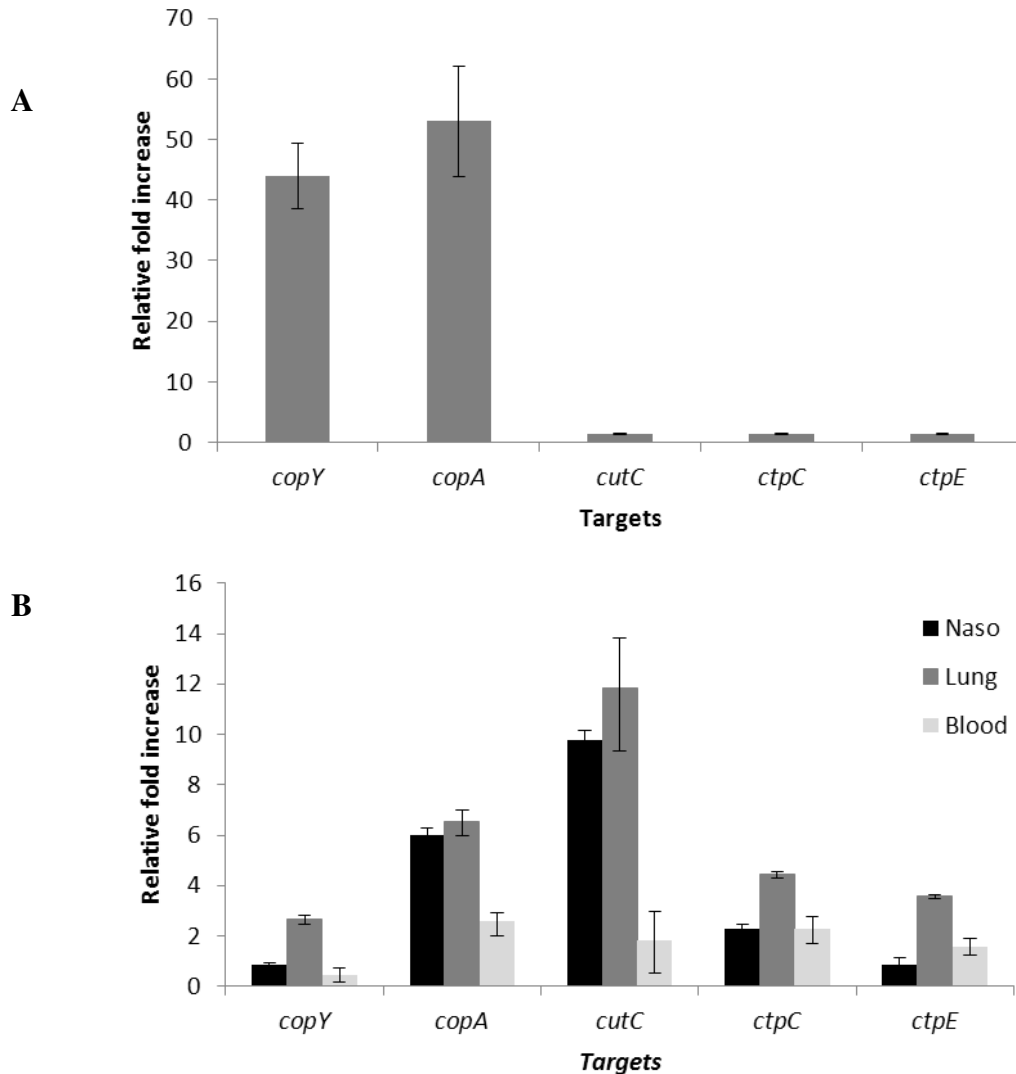 A
Relative fold increase
70
60
50
40
30
20
10
0
copY copA cutC ctpC ctpE
Targets
B
Relative fold increase
16
14
12
10
8
6
4
2
0
Naso
Lung
Blood
copY copA cutC ctpC ctpE
Targets